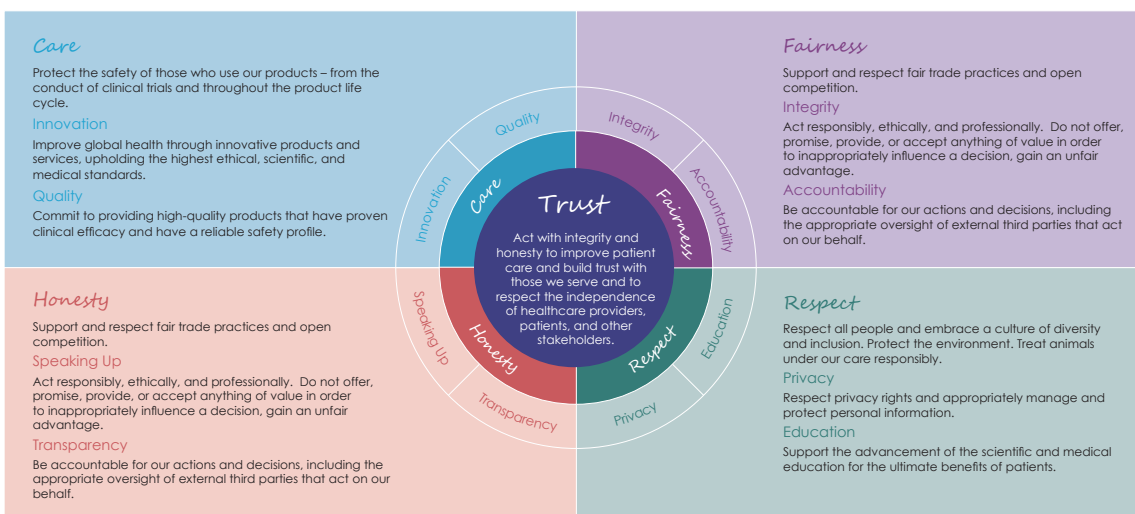 Care
Protect the safety of those who use our products – from the
conduct of clinical trials and throughout the product life
cycle.
Innovation
Improve global health through innovative products and
services, upholding the highest ethical, scientific, and
medical standards.
Quality
Commit to providing high-quality products that have proven
clinical efficacy and have a reliable safety profile.
Fairness
Support and respect fair trade practices and open
competition.
Integrity
Act responsibly, ethically, and professionally.  Do not offer,
promise, provide, or accept anything of value in order
to inappropriately influence a decision, gain an unfair
advantage.
Accountability
Be accountable for our actions and decisions, including
the appropriate oversight of external third parties that act
on our behalf.
Quality
Integrity
Innovation
Accountability
Care
Fairness
Trust
Act with integrity and
honesty to improve patient
care and build trust with
those we serve and to
respect the independence
of healthcare providers,
patients, and other
stakeholders.
Honesty
Respect
Speaking Up
Education
Transparency
Privacy
Honesty
Support and respect fair trade practices and open
competition.
Speaking Up
Act responsibly, ethically, and professionally.  Do not offer,
promise, provide, or accept anything of value in order
to inappropriately influence a decision, gain an unfair
advantage.
Transparency
Be accountable for our actions and decisions, including the
appropriate oversight of external third parties that act on our
behalf.
Respect
Respect all people and embrace a culture of diversity
and inclusion. Protect the environment. Treat animals
under our care responsibly.
Privacy
Respect privacy rights and appropriately manage and
protect personal information.
Education
Support the advancement of the scientific and medical
education for the ultimate benefits of patients.